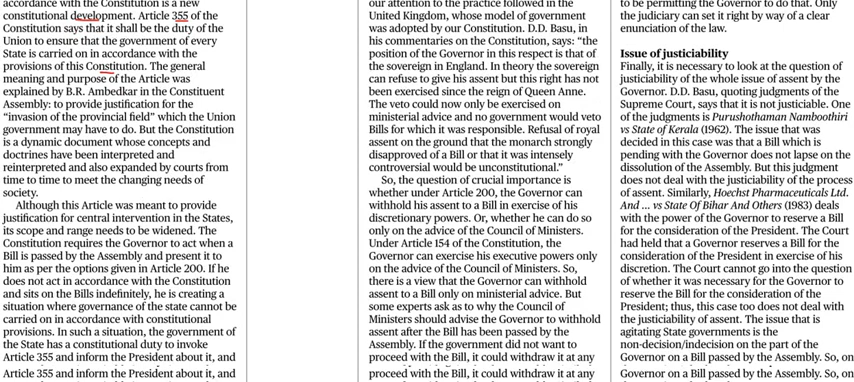 accordance with the Constitution is a new
constitutional development. Article 355 of the
Constitution says that it shall be the duty of the
Union to ensure that the government of every
State is carried on in accordance with the
provisions of this Constitution. The general
meaning and purpose of the Article was
explained by B.R. Ambedkar in the Constituent
Assembly: to provide justification for the
“invasion of the provincial field” which the Union
government may have to do. But the Constitution
is a dynamic document whose concepts and
doctrines have been interpreted and
reinterpreted and also expanded by courts from
time to time to meet the changing needs of
society.
Although this Article was meant to provide
justification for central intervention in the States,
its scope and range needs to be widened. The
Constitution requires the Governor to act when a
Bill is passed by the Assembly and present it to
him as per the options given in Article 200. If he
does not act in accordance with the Constitution
and sits on the Bills indefinitely, he is creating a
situation where governance of the state cannot be
carried on in accordance with constitutional
provisions. In such a situation, the government of
the State has a constitutional duty to invoke
Article 355 and inform the President about it, and
Article 355 and inform the President about it, and
our attention to the practice followed in the
United Kingdom, whose model of government
was adopted by our Constitution. D.D. Basu, in
his commentaries on the Constitution, says: “the
position of the Governor in this respect is that of
the sovereign in England. In theory the sovereign
can refuse to give his assent but this right has not
been exercised since the reign of Queen Anne.
The veto could now only be exercised on
ministerial advice and no government would veto
Bills for which it was responsible. Refusal of royal
assent on the ground that the monarch strongly
disapproved of a Bill or that it was intensely
controversial would be unconstitutional.”
So, the question of crucial importance is
whether under Article 200, the Governor can
withhold his assent to a Bill in exercise of his
discretionary powers. Or, whether he can do so
only on the advice of the Council of Ministers.
Under Article 154 of the Constitution, the
Governor can exercise his executive powers only
on the advice of the Council of Ministers. So,
there is a view that the Governor can withhold
assent to a Bill only on ministerial advice. But
some experts ask as to why the Council of
Ministers should advise the Governor to withhold
assent after the Bill has been passed by the
Assembly. If the government did not want to
proceed with the Bill, it could withdraw it at any
proceed with the Bill, it could withdraw it at any
to be permitting the Governor to do that. Only
the judiciary can set it right by way of a clear
enunciation of the law.
Issue of justiciability
Finally, it is necessary to look at the question of
justiciability of the whole issue of assent by the
Governor. D.D. Basu, quoting judgments of the
Supreme Court, says that it is not justiciable. One
of the judgments is Purushothaman Namboothiri
vs State of Kerala (1962). The issue that was
decided in this case was that a Bill which is
pending with the Governor does not lapse on the
dissolution of the Assembly. But this judgment
does not deal with the justiciability of the process
of assent. Similarly, Hoechst Pharmaceuticals Ltd.
And ... vs State Of Bihar And Others (1983) deals
with the power of the Governor to reserve a Bill
for the consideration of the President. The Court
had held that a Governor reserves a Bill for the
consideration of the President in exercise of his
discretion. The Court cannot go into the question
of whether it was necessary for the Governor to
reserve the Bill for the consideration of the
President; thus, this case too does not deal with
the justiciability of assent. The issue that is
agitating State governments is the
non-decision/indecision on the part of the
Governor on a Bill passed by the Assembly. So, on
Governor on a Bill passed by the Assembly. So, on